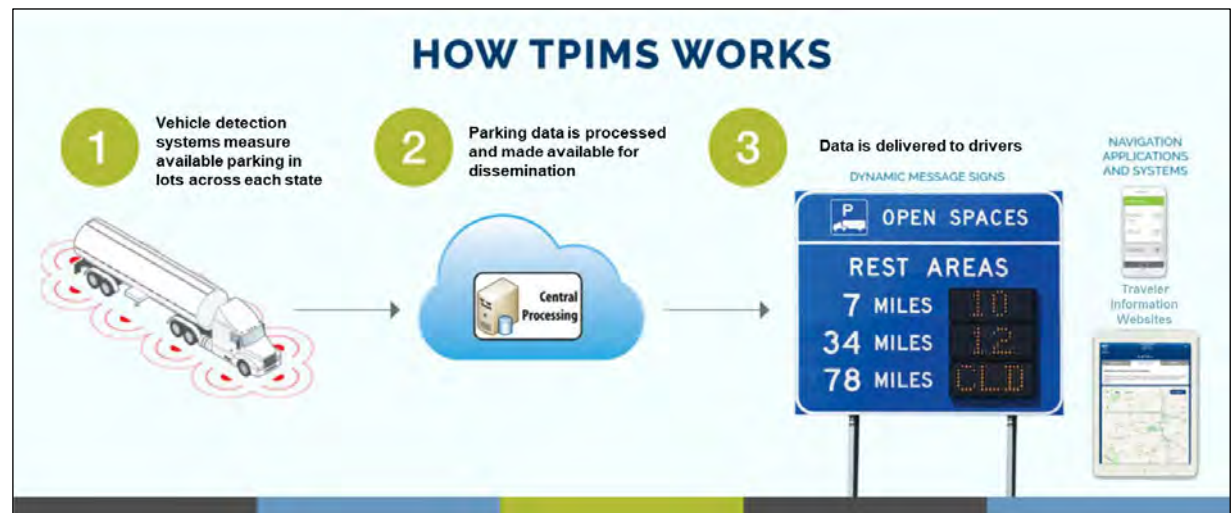 HOW TPIMS WORKS
1
Vehicle detection
systems measure
available parking in
lots across each state
2
Parking data is processed
and made available for
dissemination
Central
Processing
3
Data is delivered to drivers
DYNAMIC MESSAGE SIGNS
P
OPEN SPACES
REST AREAS
7 MILES 10
34 MILES 12
78 MILES CLD
NAVIGATION
APPLICATIONS
AND SYSTEMS
Traveler
Information
Websites